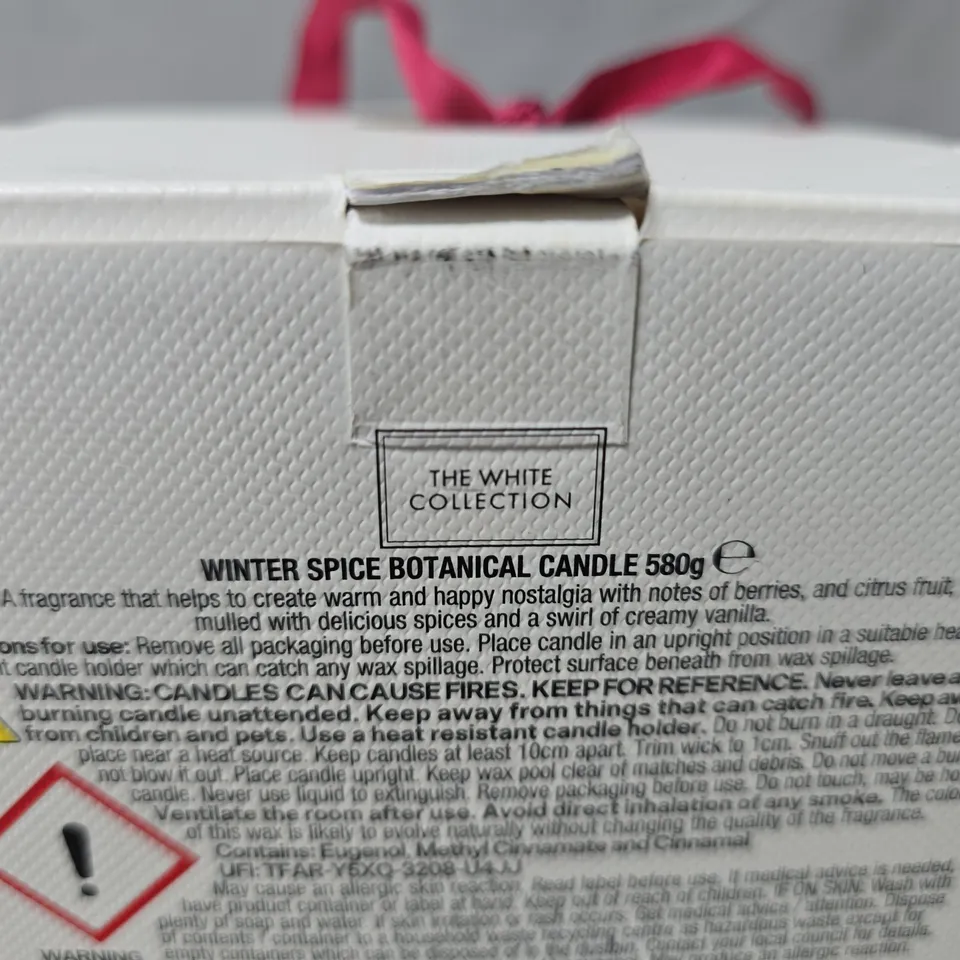 THE WHITE
COLLECTION
WINTER SPICE BOTANICAL CANDLE 580g ℮
A fragrance that helps to create warm and happy nostalgia with notes of berries, and citrus fruit,
mulled with delicious spices and a swirl of creamy vanilla.
ons for use: Remove all packaging before use. Place candle in an upright position in a suitable hea
t candle holder which can catch any wax spillage. Protect surface beneath from wax spillage.
WARNING: CANDLES CAN CAUSE FIRES. KEEP FOR REFERENCE. Never leave a
burning candle unattended. Keep away from things that can catch fire. Keep aw
from children and pets. Use a heat resistant candle holder. Do not burn in a draught. Do
place near a heat source. Keep candles at least 10cm apart. Trim wick to 1cm. Snuff out the flame
not blow it out. Place candle upright. Keep wax pool clear of matches and debris. Do not move a bur
candle. Never use liquid to extinguish. Remove packaging before use. Do not touch, may be ho
Ventilate the room after use. Avoid direct inhalation of any smoke. The colo
of this wax is likely to evolve naturally without changing the quality of the fragrance.
Contains: Eugenol, Methyl Cinnamate and Cinnamal
UFI: TFAR-Y5XQ-3208-U4JJ
May cause an allergic skin reaction. Read label before use. If medical advice is needed,
have product container or label at hand. Keep out of reach of children. IF ON SKIN: Wash with
plenty of soap and water. If skin irritation or rash occurs: Get medical advice / attention. Dispose
of contents / container to a household waste recycling centre as hazardous waste except for
empty containers which can be disposed of in the dustbin. Contact your local council for details.
WARNING May produce an allergic reaction.